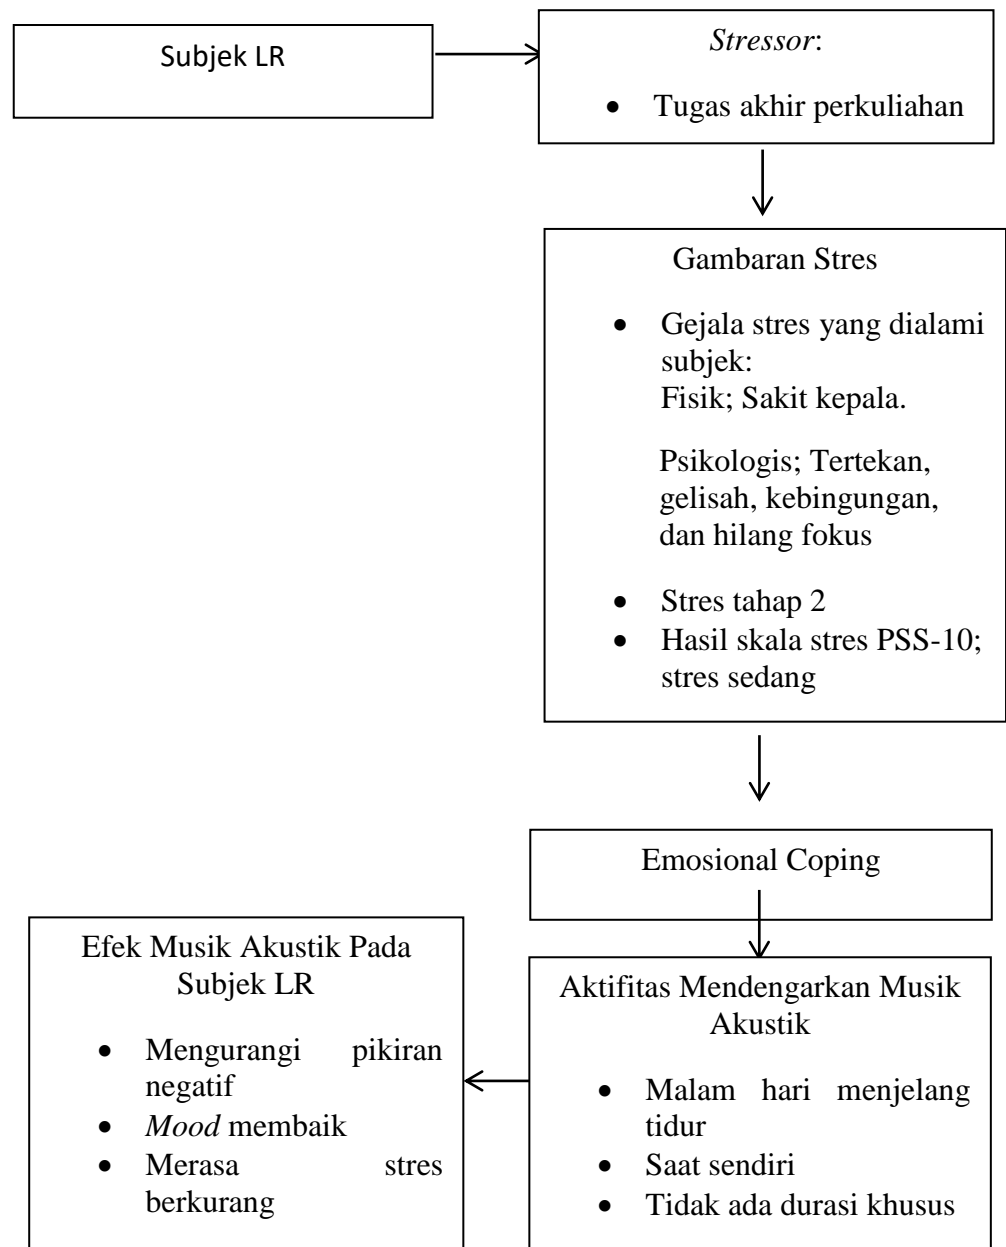 Subjek LR
Stressor:
• Tugas akhir perkuliahan
Gambaran Stres
• Gejala stres yang dialami
subjek:
Fisik; Sakit kepala.
Psikologis; Tertekan,
gelisah, kebingungan,
dan hilang fokus
• Stres tahap 2
• Hasil skala stres PSS-10;
stres sedang
Emosional Coping
Aktifitas Mendengarkan Musik
Akustik
• Malam hari menjelang
tidur
• Saat sendiri
• Tidak ada durasi khusus
Efek Musik Akustik Pada
Subjek LR
• Mengurangi pikiran
negatif
• Mood membaik
• Merasa stres
berkurang